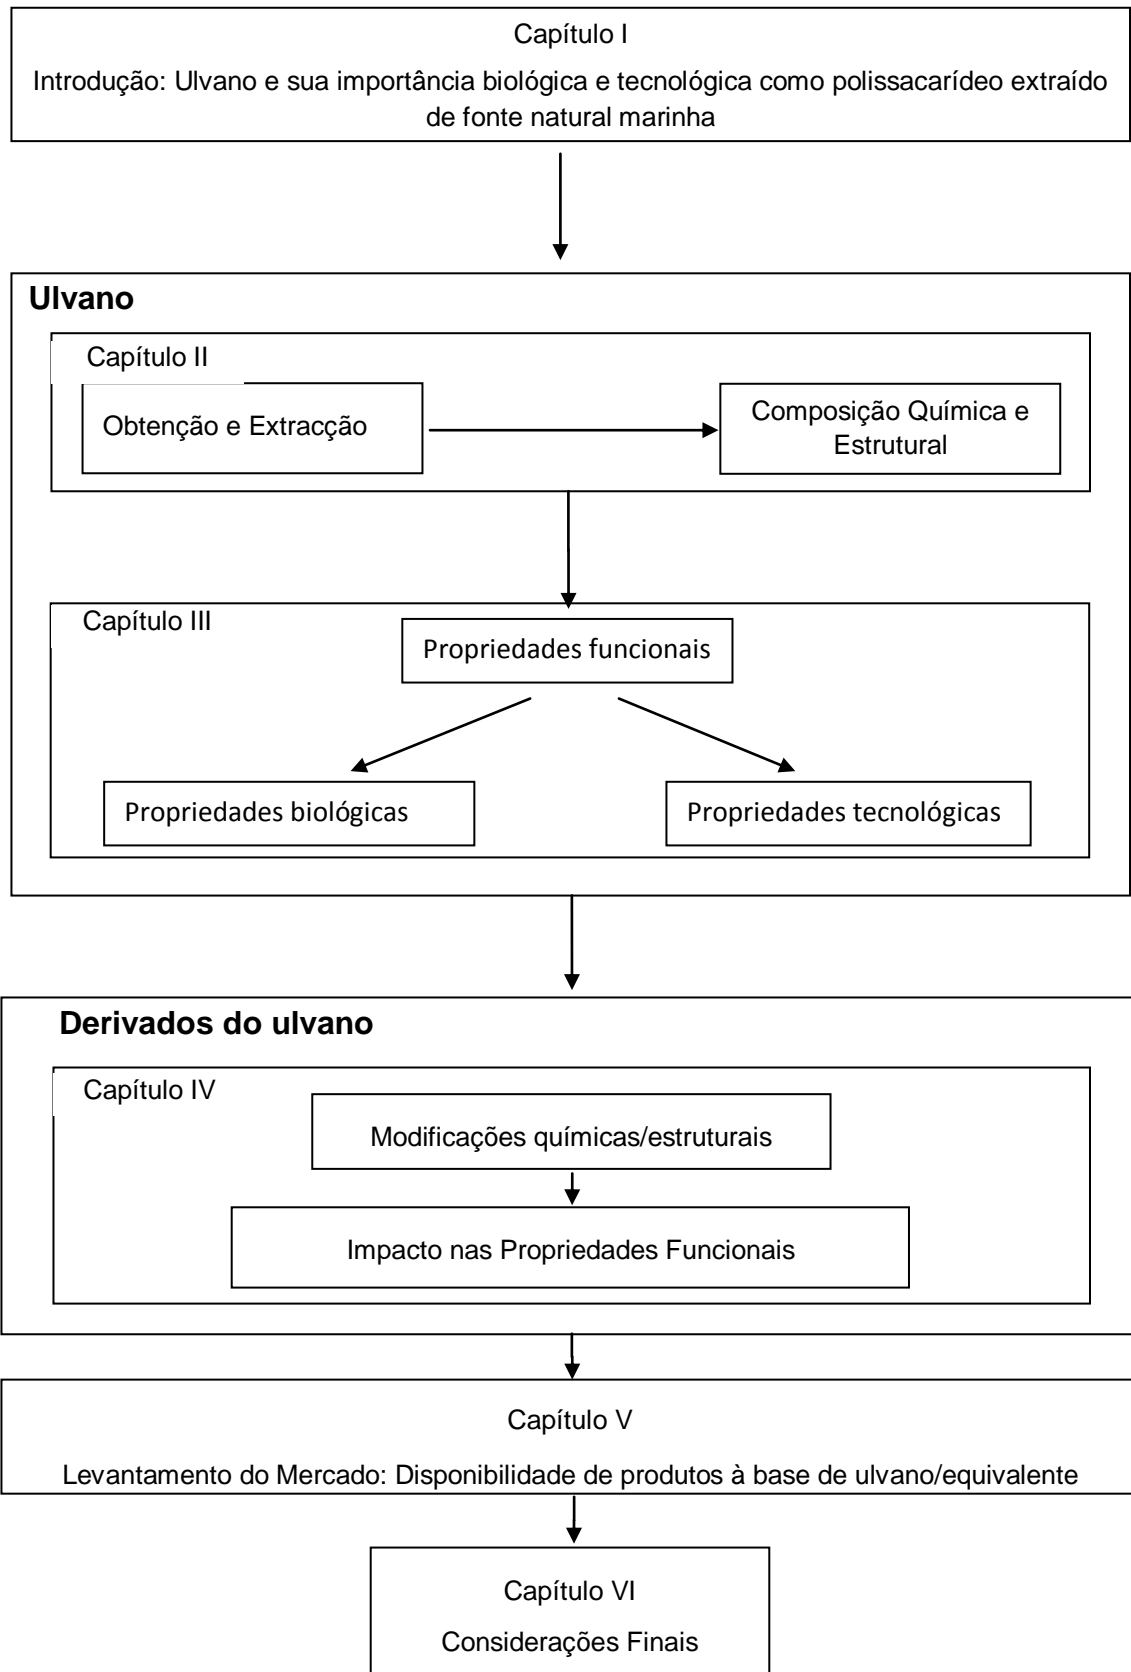 Capítulo I
Introdução: Ulvano e sua importância biológica e tecnológica como polissacarídeo extraído
de fonte natural marinha
Ulvano
Capítulo II
Obtenção e Extracção
Composição Química e
Estrutural
Capítulo III
Propriedades funcionais
Propriedades biológicas
Propriedades tecnológicas
Derivados do ulvano
Capítulo IV
Modificações químicas/estruturais
Impacto nas Propriedades Funcionais
Capítulo V
Levantamento do Mercado: Disponibilidade de produtos à base de ulvano/equivalente
Capítulo VI
Considerações Finais